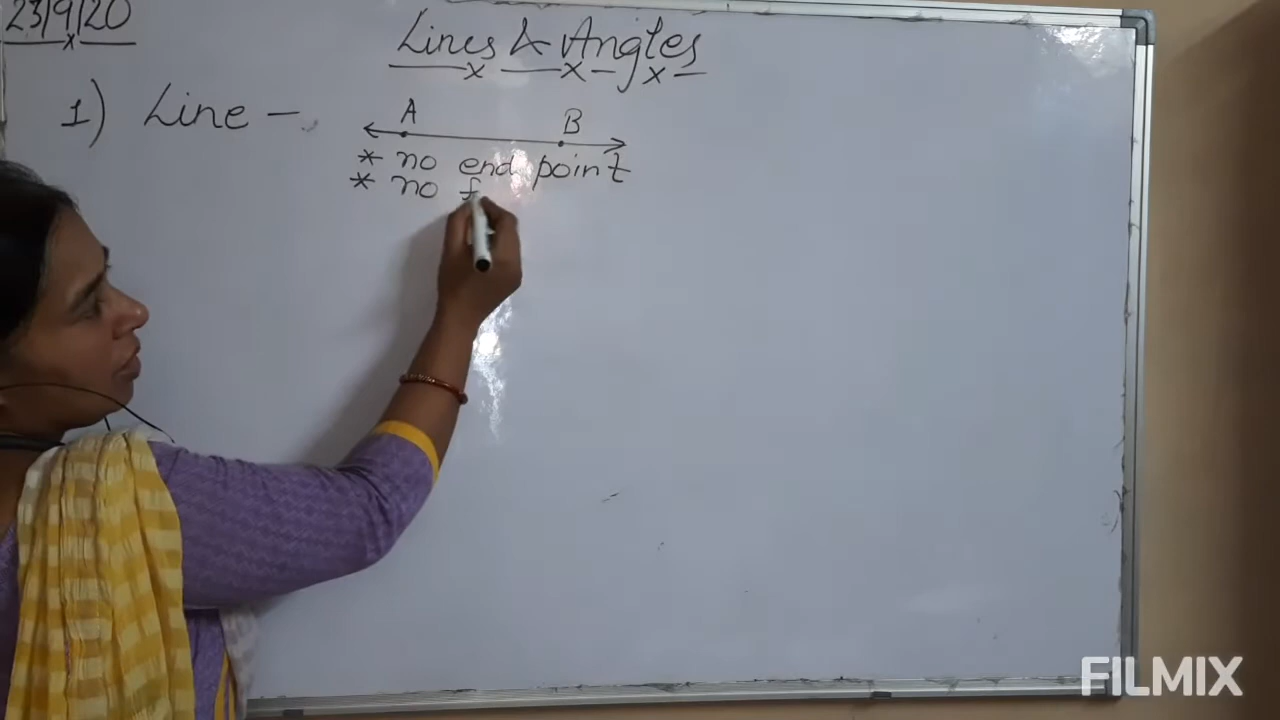 23/9/20
Lines & Angles
1) Line -
A B
* no end point
* no f
FILMIX